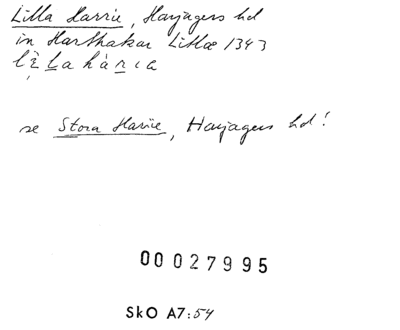 Lilla Harrie, Harjagers hd
in Harthakar Litlæ 1343
se Stora Harrie, Harjagers hd!
00027995
SkO A7:54